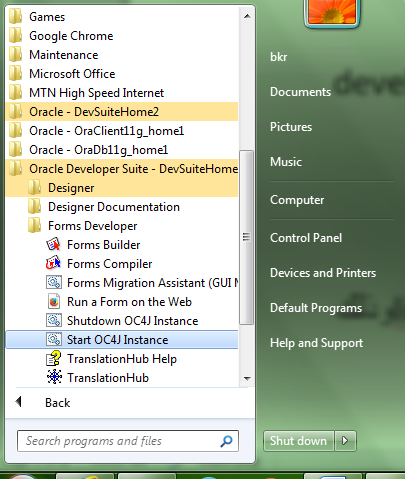 Games
Google Chrome
Maintenance
Microsoft Office
MTN High Speed Internet
Oracle - DevSuiteHome2
Oracle - OraClient11g_home1
Oracle - OraDb11g_home1
Oracle Developer Suite - DevSuiteHome
Designer
Designer Documentation
Forms Developer
Forms Builder
Forms Compiler
Forms Migration Assistant (GUI M
Run a Form on the Web
Shutdown OC4J Instance
Start OC4J Instance
TranslationHub Help
TranslationHub
Back
Search programs and files
bkr
Documents
Pictures
Music
Computer
Control Panel
Devices and Printers
Default Programs
Help and Support
Shut down
deve